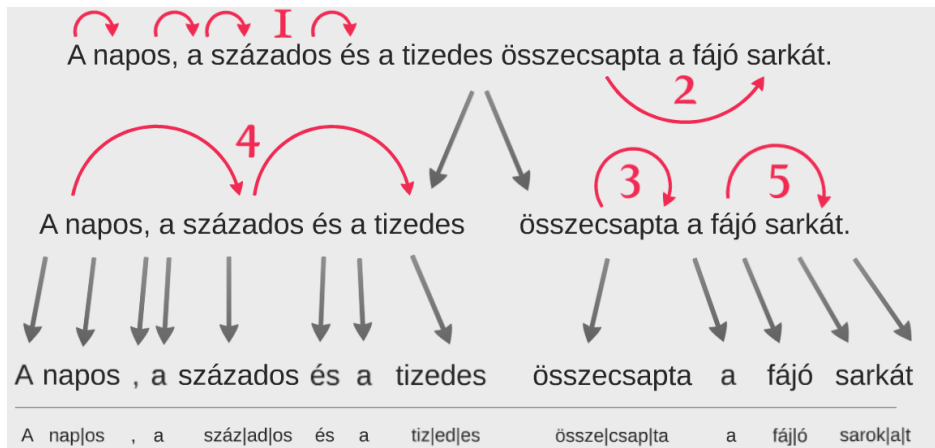 1
A napos, a százados és a tizedes összecsapta a fájó sarkát.
2
4 3 5
A napos, a százados és a tizedes összecsapta a fájó sarkát.
A napos , a százados és a tizedes összecsapta a fájó sarkát
A nap|os , a száz|ad|os és a tiz|ed|es össze|csap|ta a fáj|ó sarok|a|t